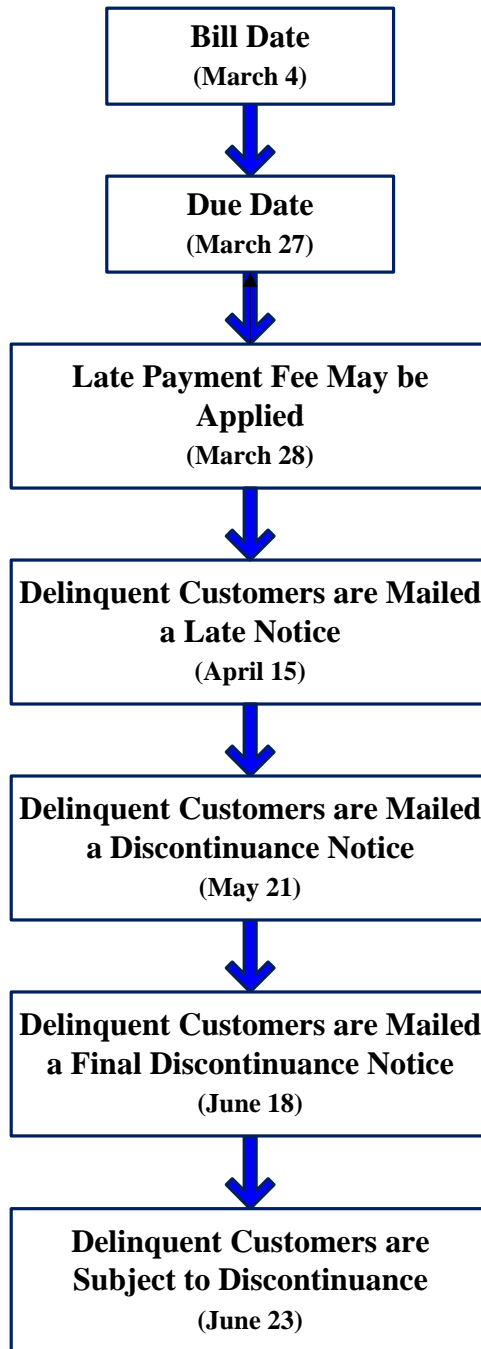 Bill Date
(March 4)
Due Date
(March 27)
Late Payment Fee May be
Applied
(March 28)
Delinquent Customers are Mailed
a Late Notice
(April 15)
Delinquent Customers are Mailed
a Discontinuance Notice
(May 21)
Delinquent Customers are Mailed
a Final Discontinuance Notice
(June 18)
Delinquent Customers are
Subject to Discontinuance
(June 23)